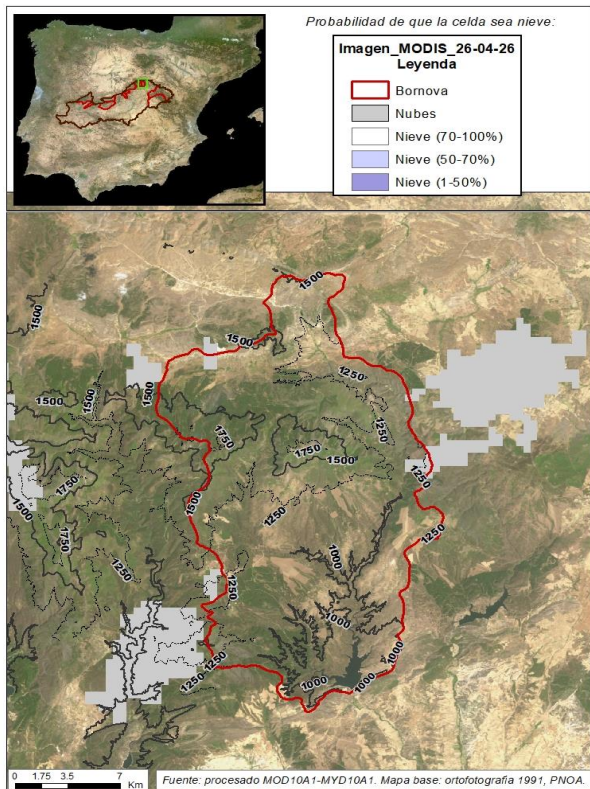 Probabilidad de que la celda sea nieve:
Imagen_MODIS_26-04-26
Leyenda
Bornova
Nubes
Nieve (70-100%)
Nieve (50-70%)
Nieve (1-50%)
1500
1500
1500
1500
1250
1500
1500
1750
1250
1750
1500
1750
1500
1250
1500
1250
1750
1250
1250
1000
1250
1000
1250
1250
1000
1000
1000
0 1.75 3.5 7
Km
Fuente: procesado MOD10A1-MYD10A1. Mapa base: ortofotografia 1991, PNOA.